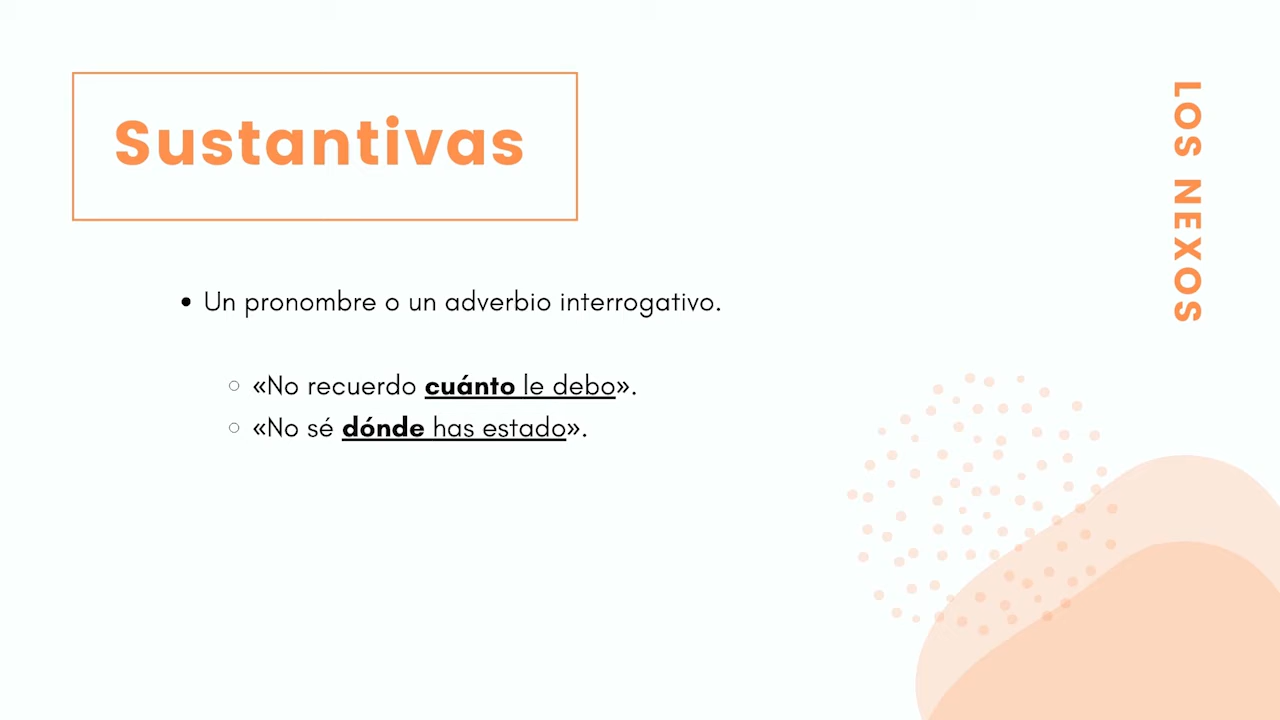 Sustantivas
LOS NEXOS
• Un pronombre o un adverbio interrogativo.
○ «No recuerdo cuánto le debo».
○ «No sé dónde has estado».